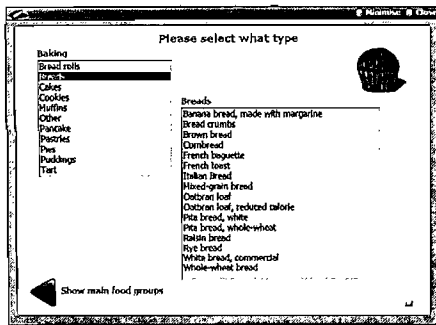 Minimise Close
Please select what type
Baking
Bread rolls
Breads
Cakes
Cookies
Muffins
Other
Pancake
Pastries
Pies
Puddings
Tart
Breads
Banana bread, made with margarine
Bread crumbs
Brown bread
Cornbread
French baguette
French toast
Italian Bread
Mixed-grain bread
Oatbran loaf
Oatbran loaf, reduced calorie
Pita bread, white
Pita bread, whole-wheat
Raisin bread
Rye bread
White bread, commercial
Whole-wheat bread
Show main food groups